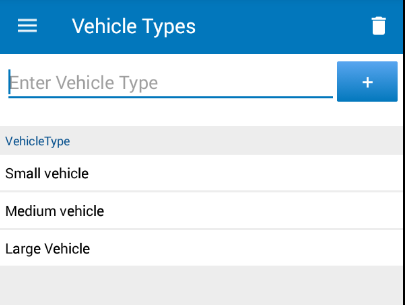 Vehicle Types
Enter Vehicle Type
+
VehicleType
Small vehicle
Medium vehicle
Large Vehicle